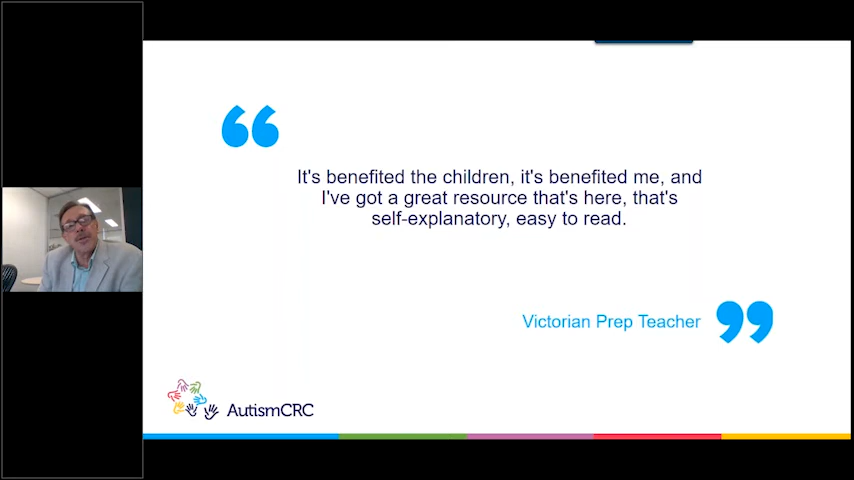 It's benefited the children, it's benefited me, and
I've got a great resource that's here, that's
self-explanatory, easy to read.
Victorian Prep Teacher
AutismCRC